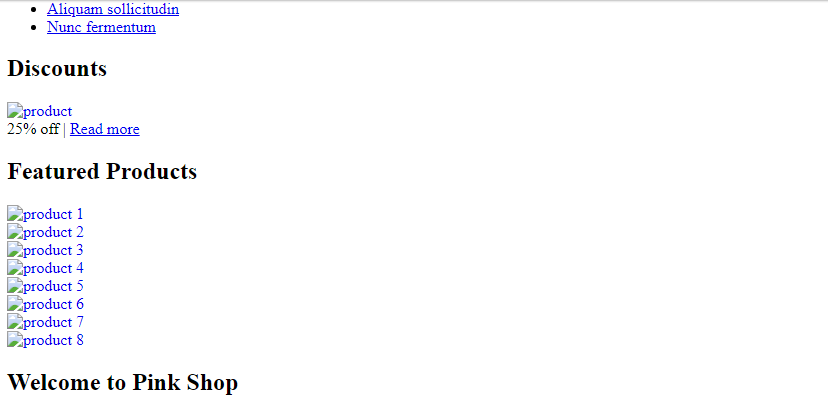 Aliquam sollicitudin
Nunc fermentum
Discounts
product
25% off | Read more
Featured Products
product 1
product 2
product 3
product 4
product 5
product 6
product 7
product 8
Welcome to Pink Shop